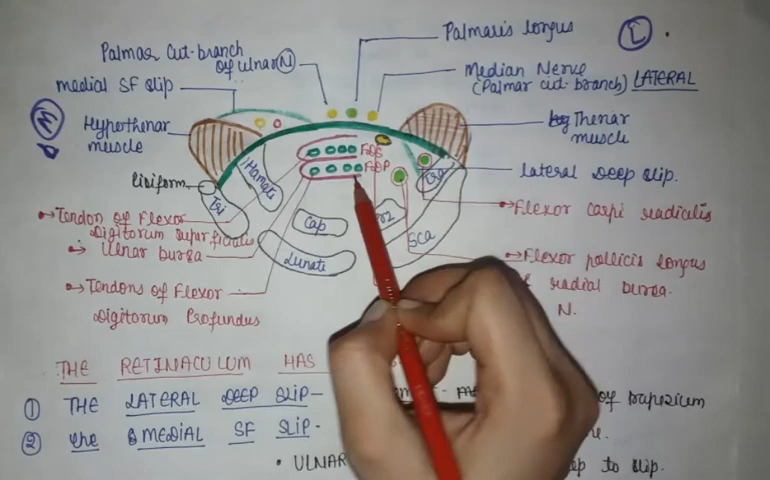 Palmaris longus
L
Palmar cut-branch
of ulnar N
Median Nerve
(Palmar cut-branch) LATERAL
medial SF slip
Hypothenar
muscle
Thenar
muscle
FDS
FDP
Hamate
Tra
lateral Deep slip.
Pisiform
Tri
Tendon of Flexor
Digitorum superficialis
Ulnar bursa
Flexor carpi radialis
Cap
Sca
Lunate
Flexor pollicis longus
radial bursa.
N.
Tendons of Flexor
Digitorum Profundus
THE RETINACULUM HAS
① THE LATERAL DEEP SLIP- of trapezium
② the MEDIAL SF SLIP-
• ULNAR to slip.